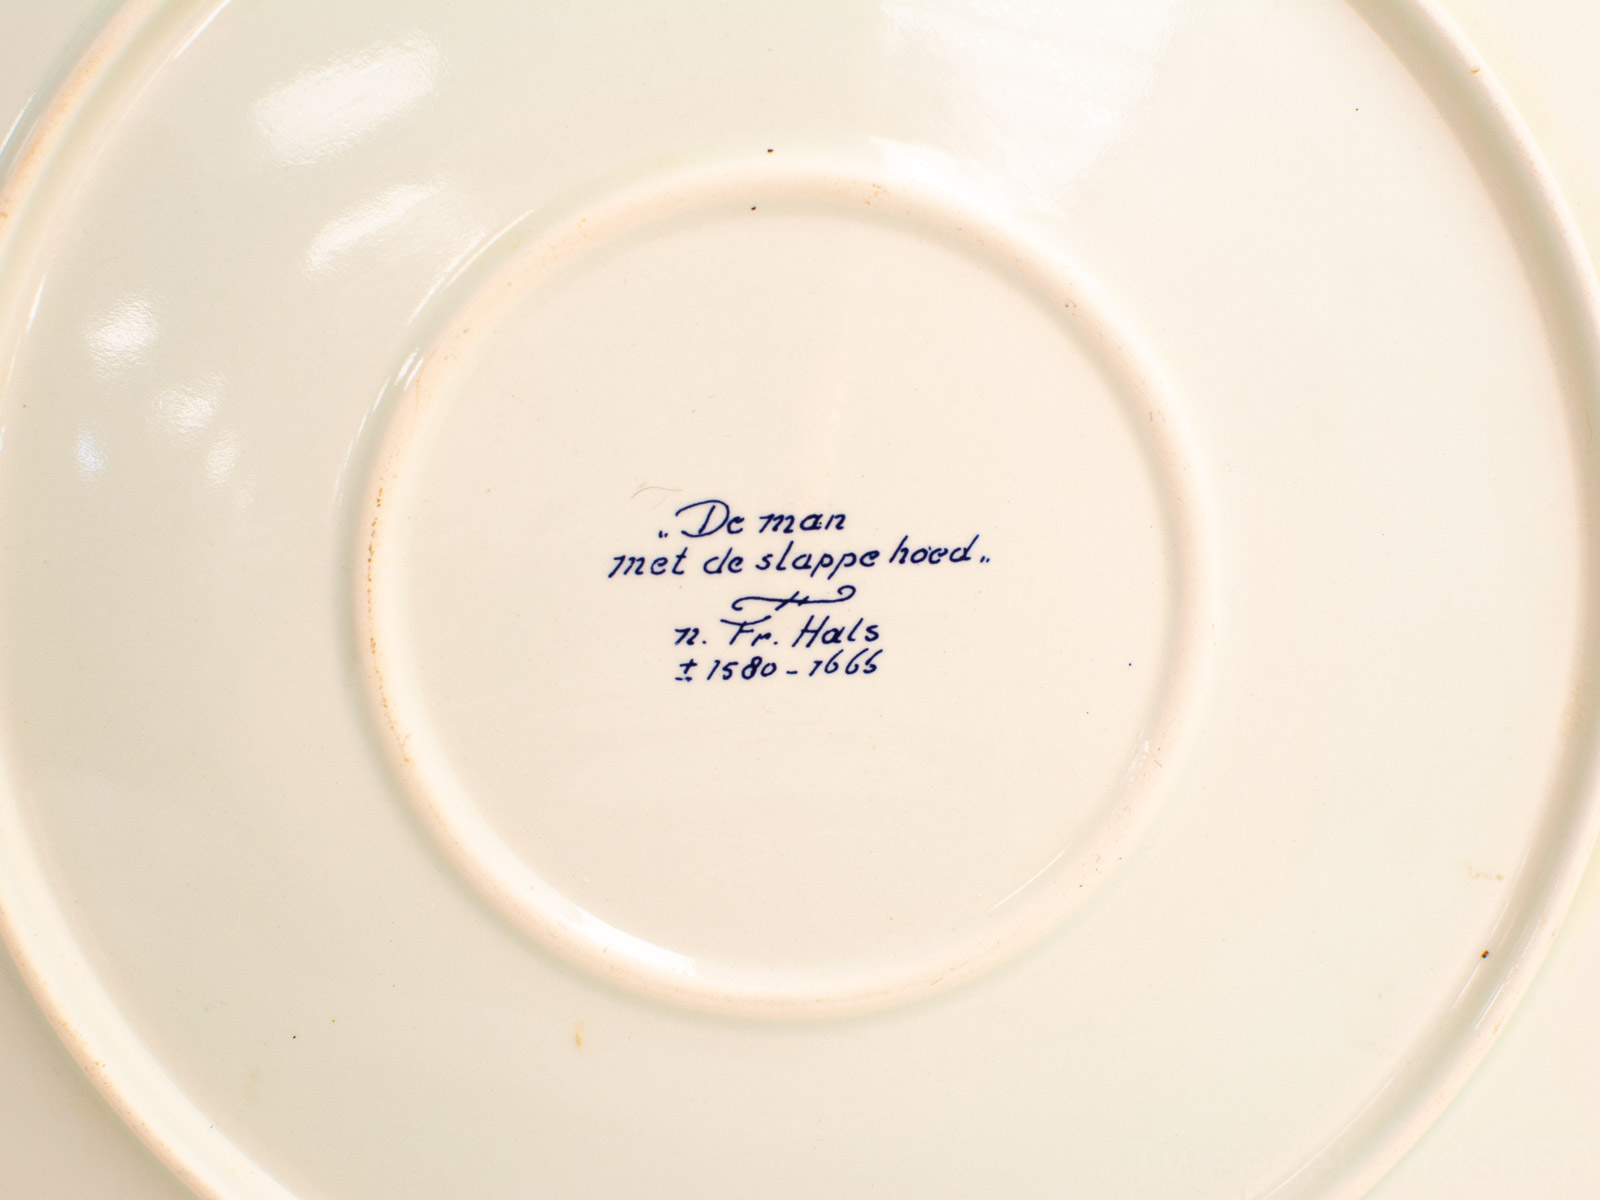 „De man
met de slappe hoed„
n. Fr. Hals
± 1580 - 1666